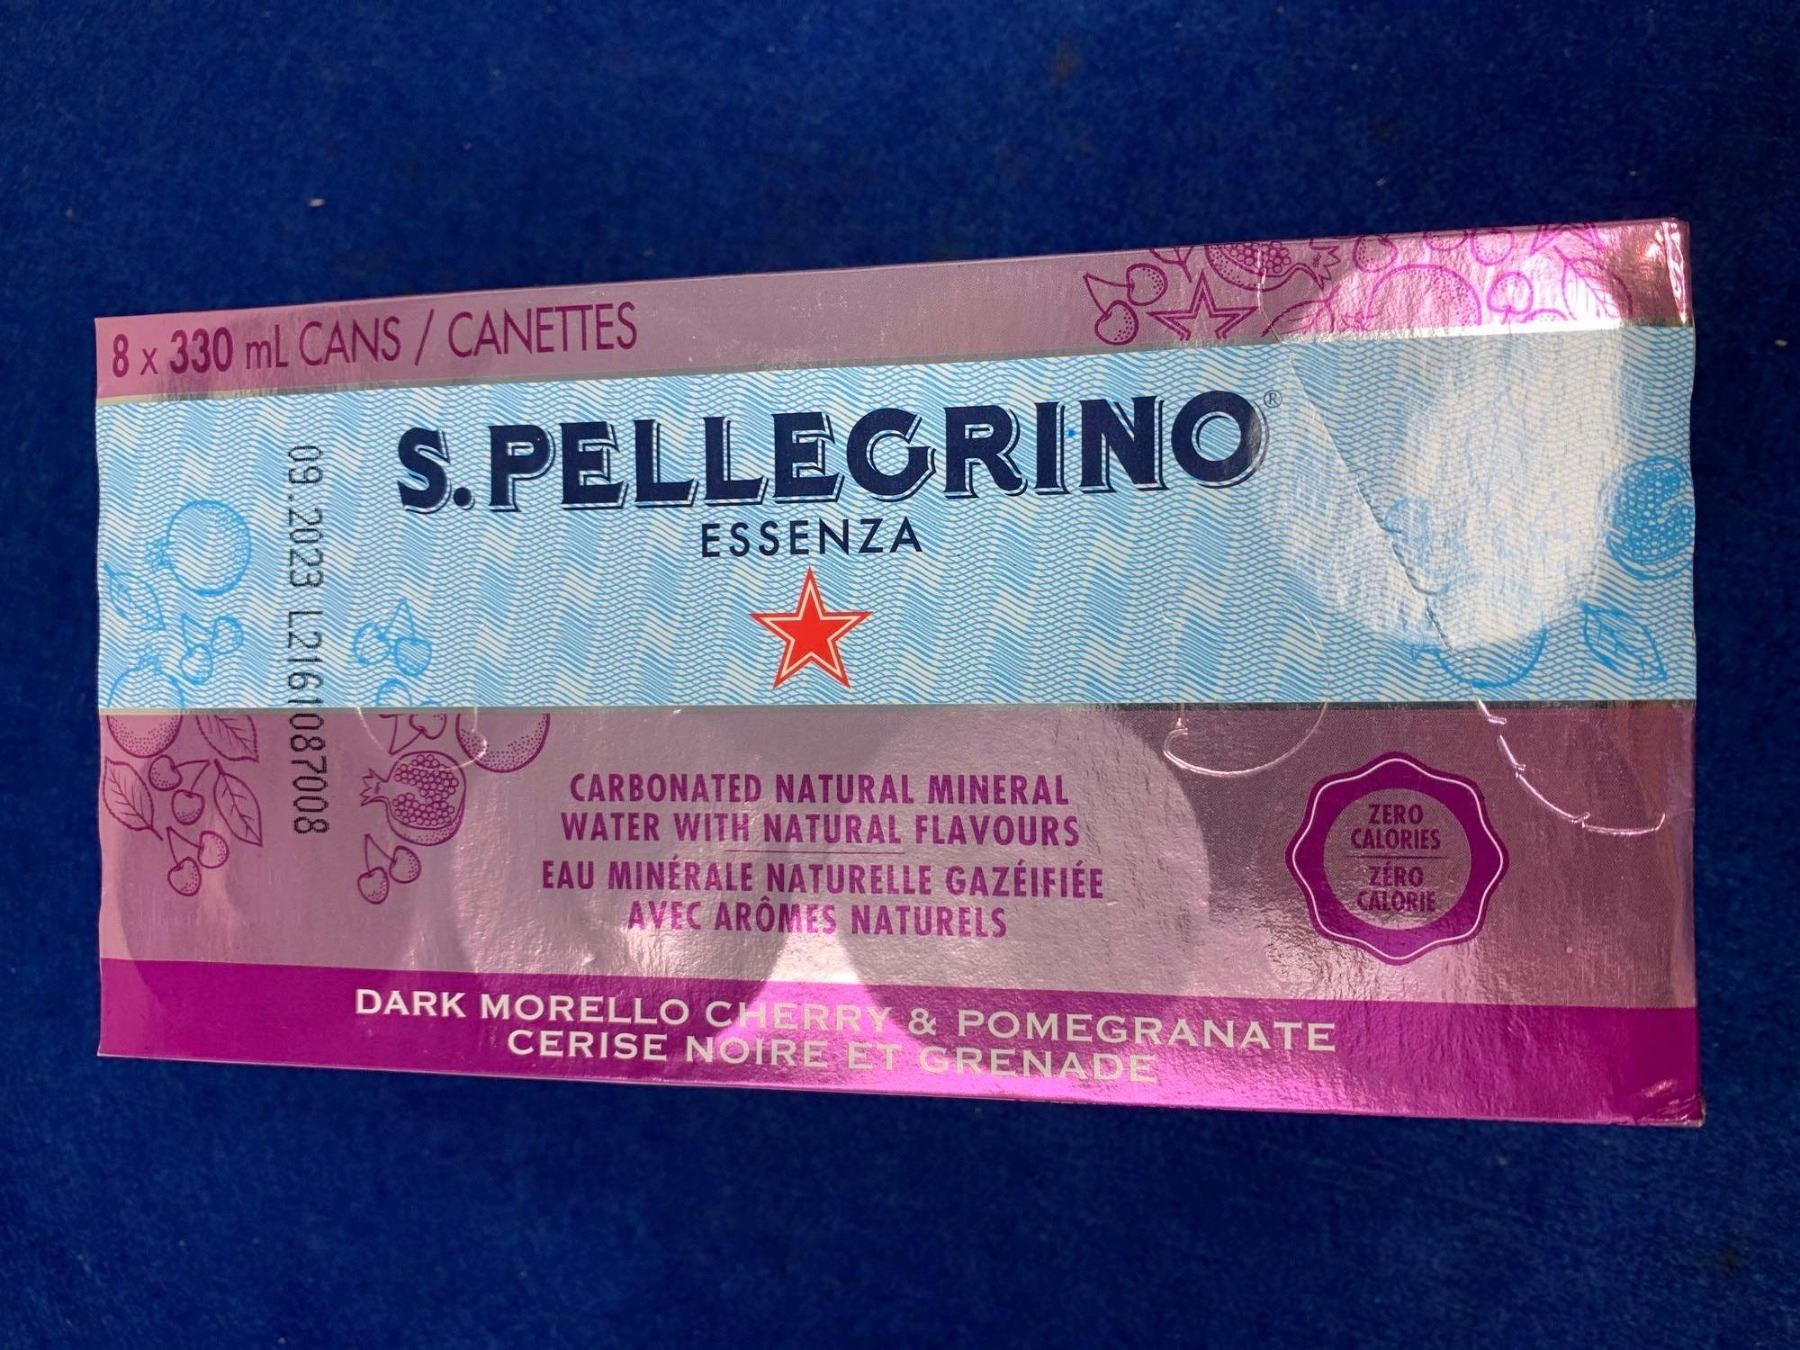 8 x 330 mL CANS / CANETTES
S.PELLEGRINO®
ESSENZA
09.2023 L2161087008
CARBONATED NATURAL MINERAL
WATER WITH NATURAL FLAVOURS
EAU MINÉRALE NATURELLE GAZÉIFIÉE
AVEC ARÔMES NATURELS
ZERO
CALORIES
ZÉRO
CALORIE
DARK MORELLO CHERRY & POMEGRANATE
CERISE NOIRE ET GRENADE